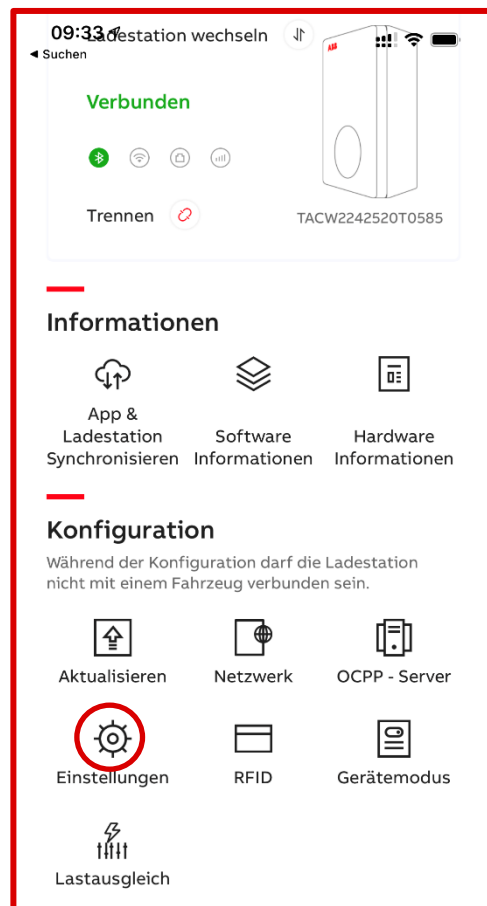 09:33
Ladestation wechseln
◀ Suchen
ABB
Verbunden
Trennen
TACW2242520T0585
Informationen
App &
Ladestation
Synchronisieren
Software
Informationen
Hardware
Informationen
Konfiguration
Während der Konfiguration darf die Ladestation
nicht mit einem Fahrzeug verbunden sein.
Aktualisieren
Netzwerk
OCPP - Server
Einstellungen
RFID
Gerätemodus
Lastausgleich